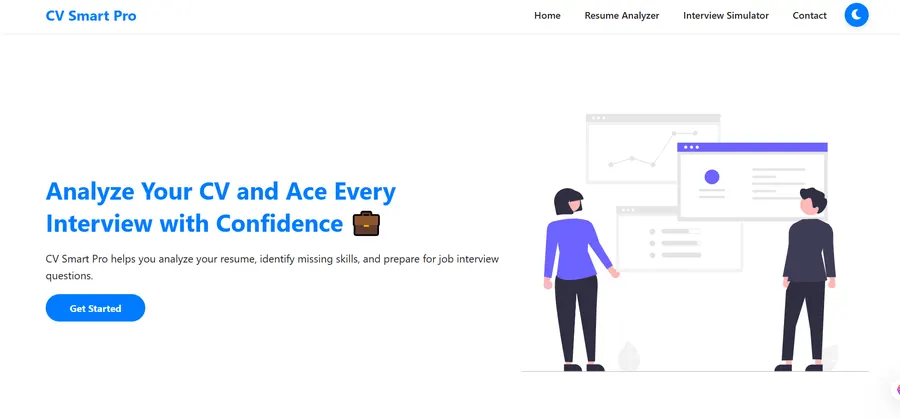 CV Smart Pro
Home Resume Analyzer Interview Simulator Contact
Analyze Your CV and Ace Every
Interview with Confidence 💼
CV Smart Pro helps you analyze your resume, identify missing skills, and prepare for job interview
questions.
Get Started